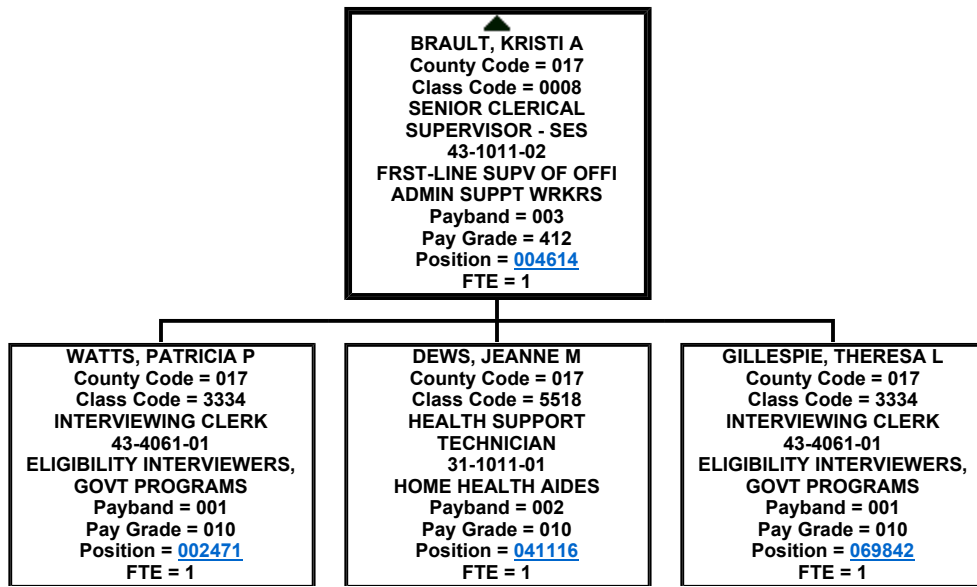 BRAULT, KRISTI A
County Code = 017
Class Code = 0008
SENIOR CLERICAL
SUPERVISOR - SES
43-1011-02
FRST-LINE SUPV OF OFFI
ADMIN SUPPT WRKRS
Payband = 003
Pay Grade = 412
Position = 004614
FTE = 1
WATTS, PATRICIA P
County Code = 017
Class Code = 3334
INTERVIEWING CLERK
43-4061-01
ELIGIBILITY INTERVIEWERS,
GOVT PROGRAMS
Payband = 001
Pay Grade = 010
Position = 002471
FTE = 1
DEWS, JEANNE M
County Code = 017
Class Code = 5518
HEALTH SUPPORT
TECHNICIAN
31-1011-01
HOME HEALTH AIDES
Payband = 002
Pay Grade = 010
Position = 041116
FTE = 1
GILLESPIE, THERESA L
County Code = 017
Class Code = 3334
INTERVIEWING CLERK
43-4061-01
ELIGIBILITY INTERVIEWERS,
GOVT PROGRAMS
Payband = 001
Pay Grade = 010
Position = 069842
FTE = 1